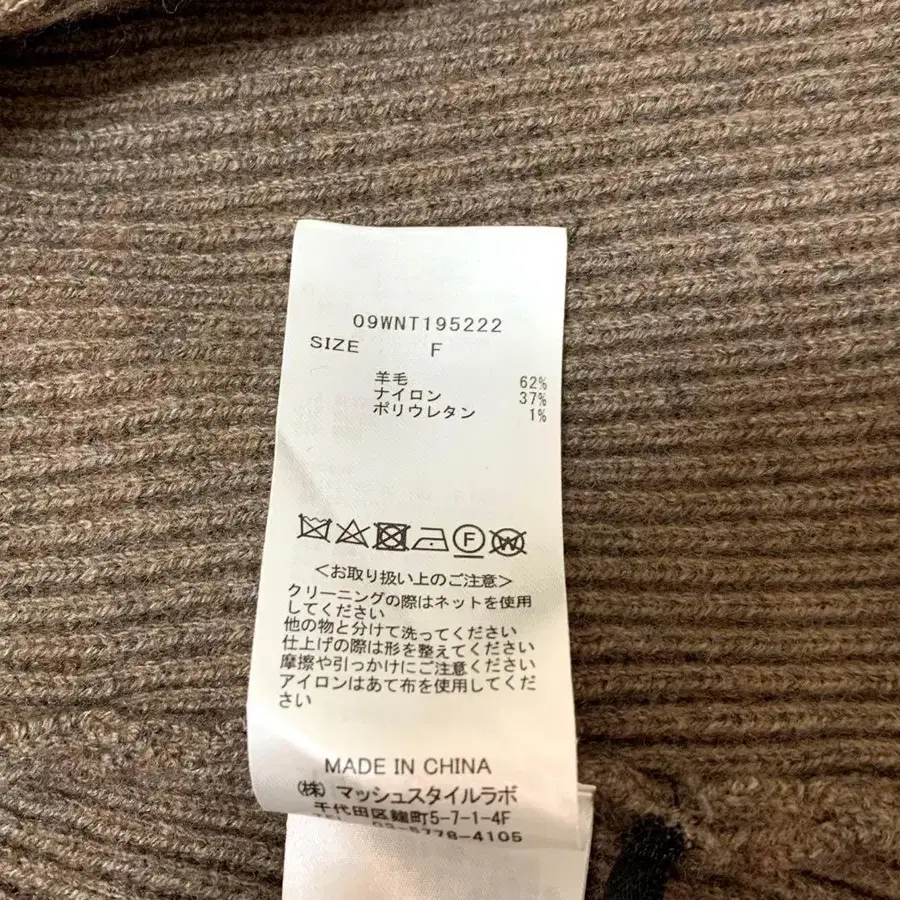 09WNT195222
SIZE F
羊毛 62%
ナイロン 37%
ポリウレタン 1%
F
W
＜お取り扱い上のご注意＞
クリーニングの際はネットを使用
してください
他の物と分けて洗ってください
仕上げの際は形を整えてください
摩擦や引っかけにご注意ください
アイロンはあて布を使用してくだ
さい
MADE IN CHINA
(株) マッシュスタイルラボ
千代田区麹町5-7-1-4F
03-5778-4105